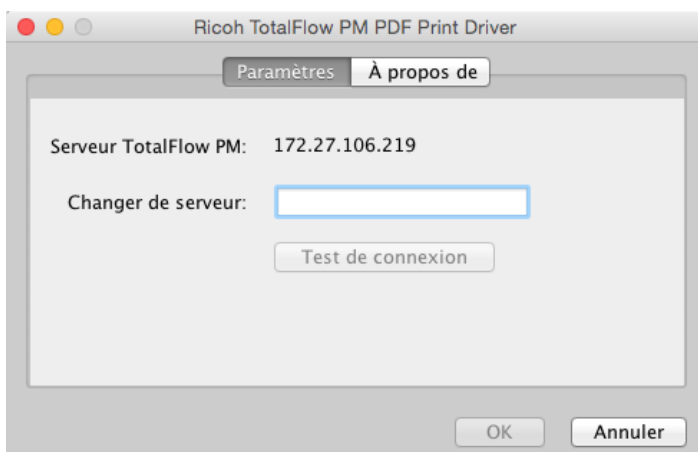 Ricoh TotalFlow PM PDF Print Driver
Paramètres À propos de
Serveur TotalFlow PM: 172.27.106.219
Changer de serveur:
Test de connexion
OK Annuler